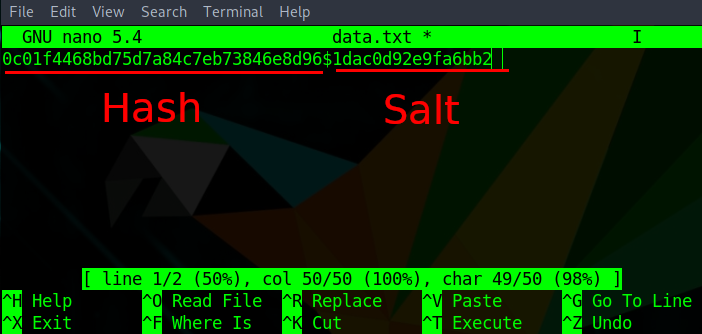 File Edit View Search Terminal Help
GNU nano 5.4 data.txt * I
0c01f4468bd75d7a84c7eb73846e8d96$1dac0d92e9fa6bb2
Hash Salt
[ line 1/2 (50%), col 50/50 (100%), char 49/50 (98%) ]
^H Help ^O Read File ^R Replace ^V Paste ^G Go To Line
^X Exit ^F Where Is ^K Cut ^T Execute ^Z Undo